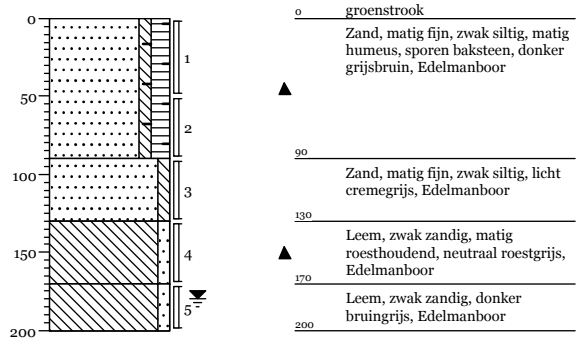 0
50
100
150
200
1
2
3
4
5
0 groenstrook
Zand, matig fijn, zwak siltig, matig
humeus, sporen baksteen, donker
grijsbruin, Edelmanboor
90
Zand, matig fijn, zwak siltig, licht
cremegrijs, Edelmanboor
130
Leem, zwak zandig, matig
roesthoudend, neutraal roestgrijs,
Edelmanboor
170
Leem, zwak zandig, donker
bruingrijs, Edelmanboor
200